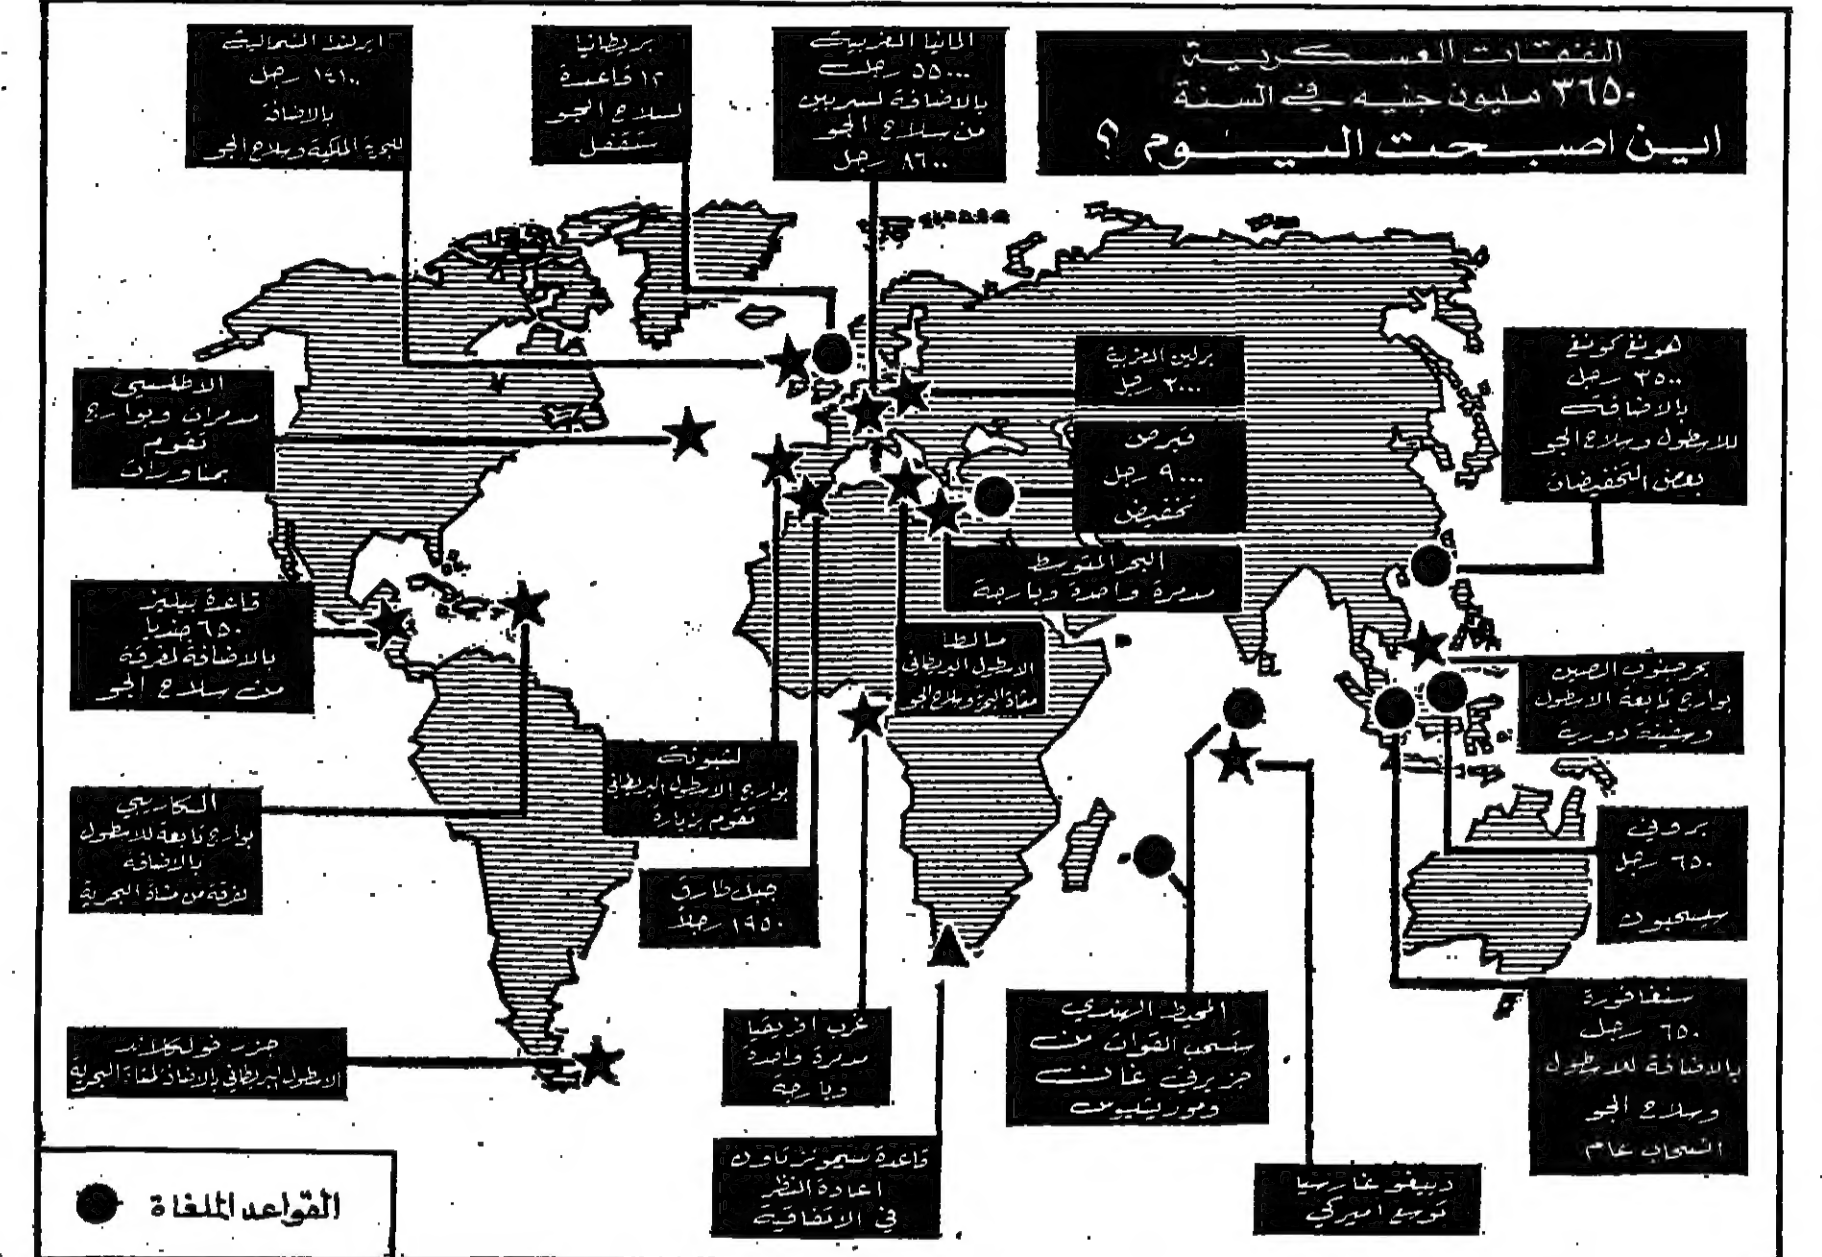 النفقات العسكرية
٣٦٥٠ مليون جنيه في السنة
اين اصبحت اليوم ؟
المانيا الغربية
٥٥٠٠٠ رجل
بالاضافة لسربين
من سلاح الجو
٨٦٠٠ رجل
بريطانيا
١٢ قاعدة
لسلاح الجو
ستقفل
ايرلندا الشمالية
١٤١٠٠ رجل
بالاضافة
للبحرية الملكية وسلاح الجو
برلين الغربية
٣٠٠٠ رجل
قبرص
٩٠٠٠ رجل
تخفيض
البحر المتوسط
مدمرة واحدة وبارجة
هونغ كونغ
٣٥٠٠ رجل
بالاضافة
للاسطول وسلاح الجو
بعض التخفيضات
الاطلسي
مدمرات وبوارج
تقوم
بمناورات
قاعدة بيليز
٦٥٠ جنديا
بالاضافة لفرقة
من سلاح الجو
مالطا
الاسطول البريطاني
مشاة البحرية وسلاح الجو
بحر جنوب الصين
بوارج تابعة للاسطول
وسفينة دورية
لشبونة
بوارج الاسطول البريطاني
تقوم بزيارة
الكاريبي
بوارج تابعة للاسطول
بالاضافة
لفرقة من مشاة البحرية
بروني
٦٥٠ رجل
سيسحبون
جبل طارق
١٩٥٠ رجلا
سنغافورة
٦٥٠ رجل
بالاضافة للاسطول
وسلاح الجو
انسحاب عام
المحيط الهندي
ستسحب القوات من
جزيرتي غان
وموريتيوس
غرب افريقيا
مدمرة واحدة
وبارجة
جزر فولكلاند
الاسطول البريطاني بالاضافة لمشاة البحرية
قاعدة سيمونز تاون
اعادة النظر
في الاتفاقية
دييغو غارسيا
توسع اميركي
القواعد الملغاة